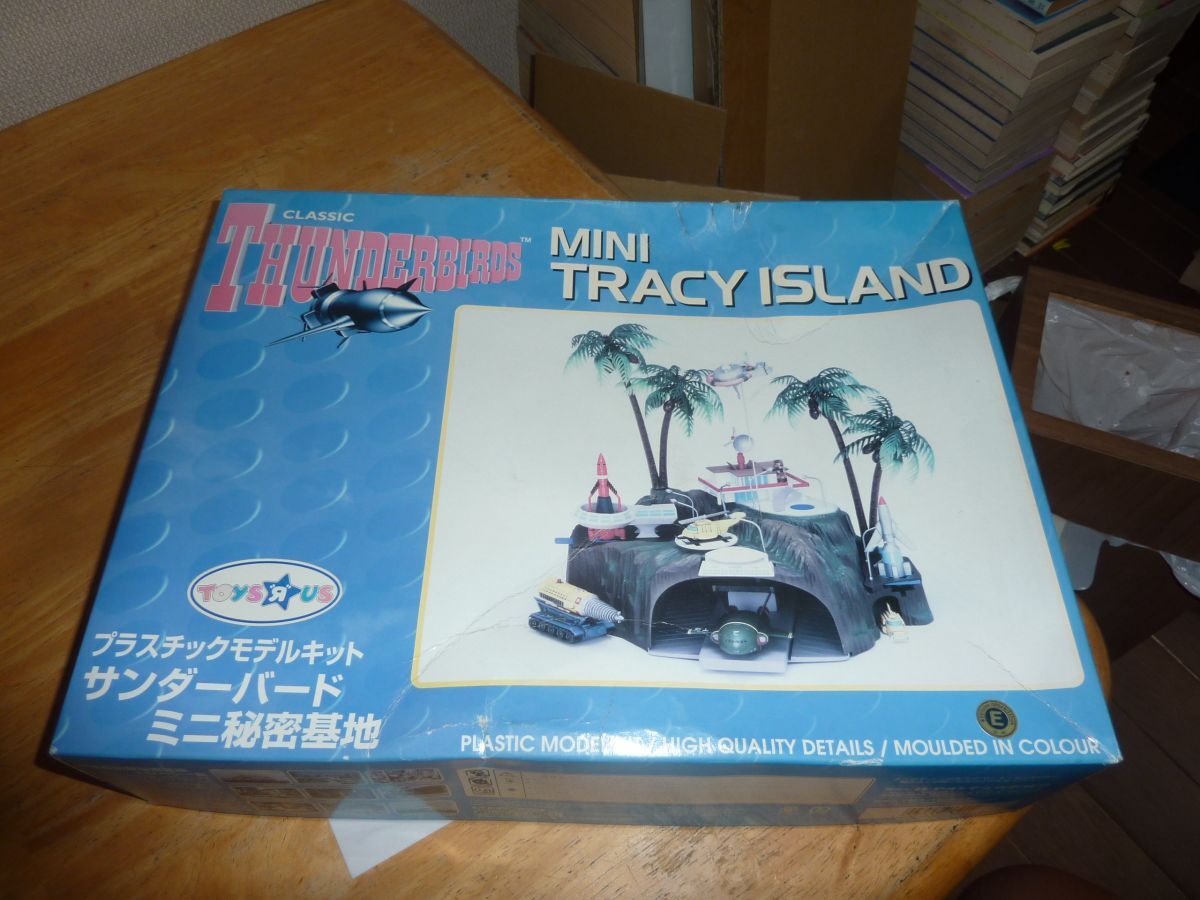 CLASSIC
THUNDERBIRDS™
MINI
TRACY ISLAND
TOYS R US
プラスチックモデルキット
サンダーバード
ミニ秘密基地
E
PLASTIC MODEL / HIGH QUALITY DETAILS / MOULDED IN COLOUR